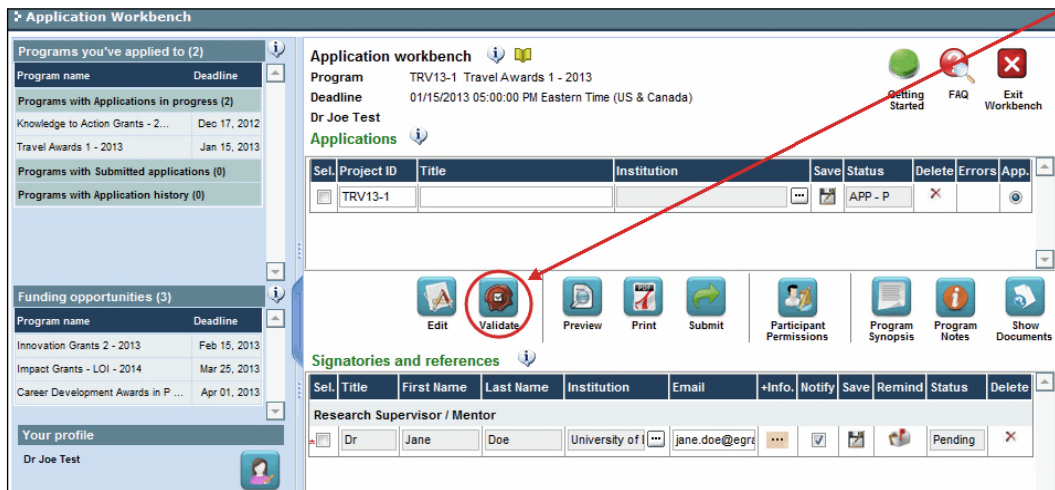 Application Workbench
Programs you've applied to (2)
Program name Deadline
Programs with Applications in progress (2)
Knowledge to Action Grants - 2... Dec 17, 2012
Travel Awards 1 - 2013 Jan 15, 2013
Programs with Submitted applications (0)
Programs with Application history (0)
Funding opportunities (3)
Program name Deadline
Innovation Grants 2 - 2013 Feb 15, 2013
Impact Grants - LOI - 2014 Mar 25, 2013
Career Development Awards in P ... Apr 01, 2013
Your profile
Dr Joe Test
Application workbench
Program TRV13-1 Travel Awards 1 - 2013
Deadline 01/15/2013 05:00:00 PM Eastern Time (US & Canada)
Dr Joe Test
Getting Started
FAQ
Exit Workbench
Applications
Sel. Project ID Title Institution Save Status Delete Errors App.
TRV13-1 ... APP - P
Edit
Validate
Preview
PDF
Print
Submit
Participant Permissions
Program Synopsis
Program Notes
Show Documents
Signatories and references
Sel. Title First Name Last Name Institution Email +Info. Notify Save Remind Status Delete
Research Supervisor / Mentor
Dr Jane Doe University of ... jane.doe@egra ... Pending